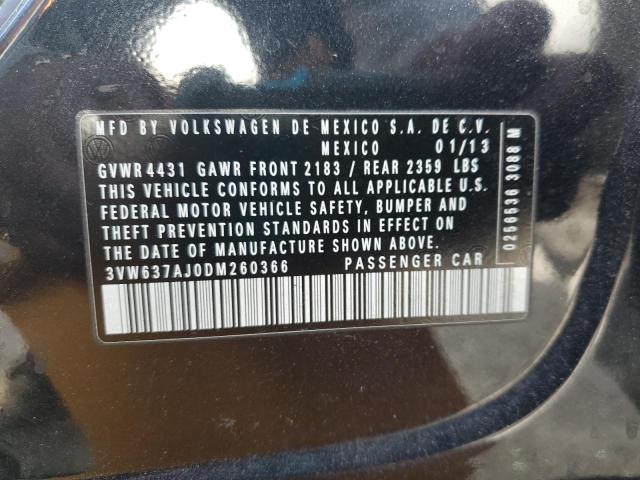 MFD BY VOLKSWAGEN DE MEXICO S.A. DE C.V.
MEXICO 01/13
GVWR 4431 GAWR FRONT 2183 / REAR 2359 LBS
THIS VEHICLE CONFORMS TO ALL APPLICABLE U.S.
FEDERAL MOTOR VEHICLE SAFETY, BUMPER AND
THEFT PREVENTION STANDARDS IN EFFECT ON
THE DATE OF MANUFACTURE SHOWN ABOVE.
3VW637AJ0DM260366 PASSENGER CAR
0256536 3088 M